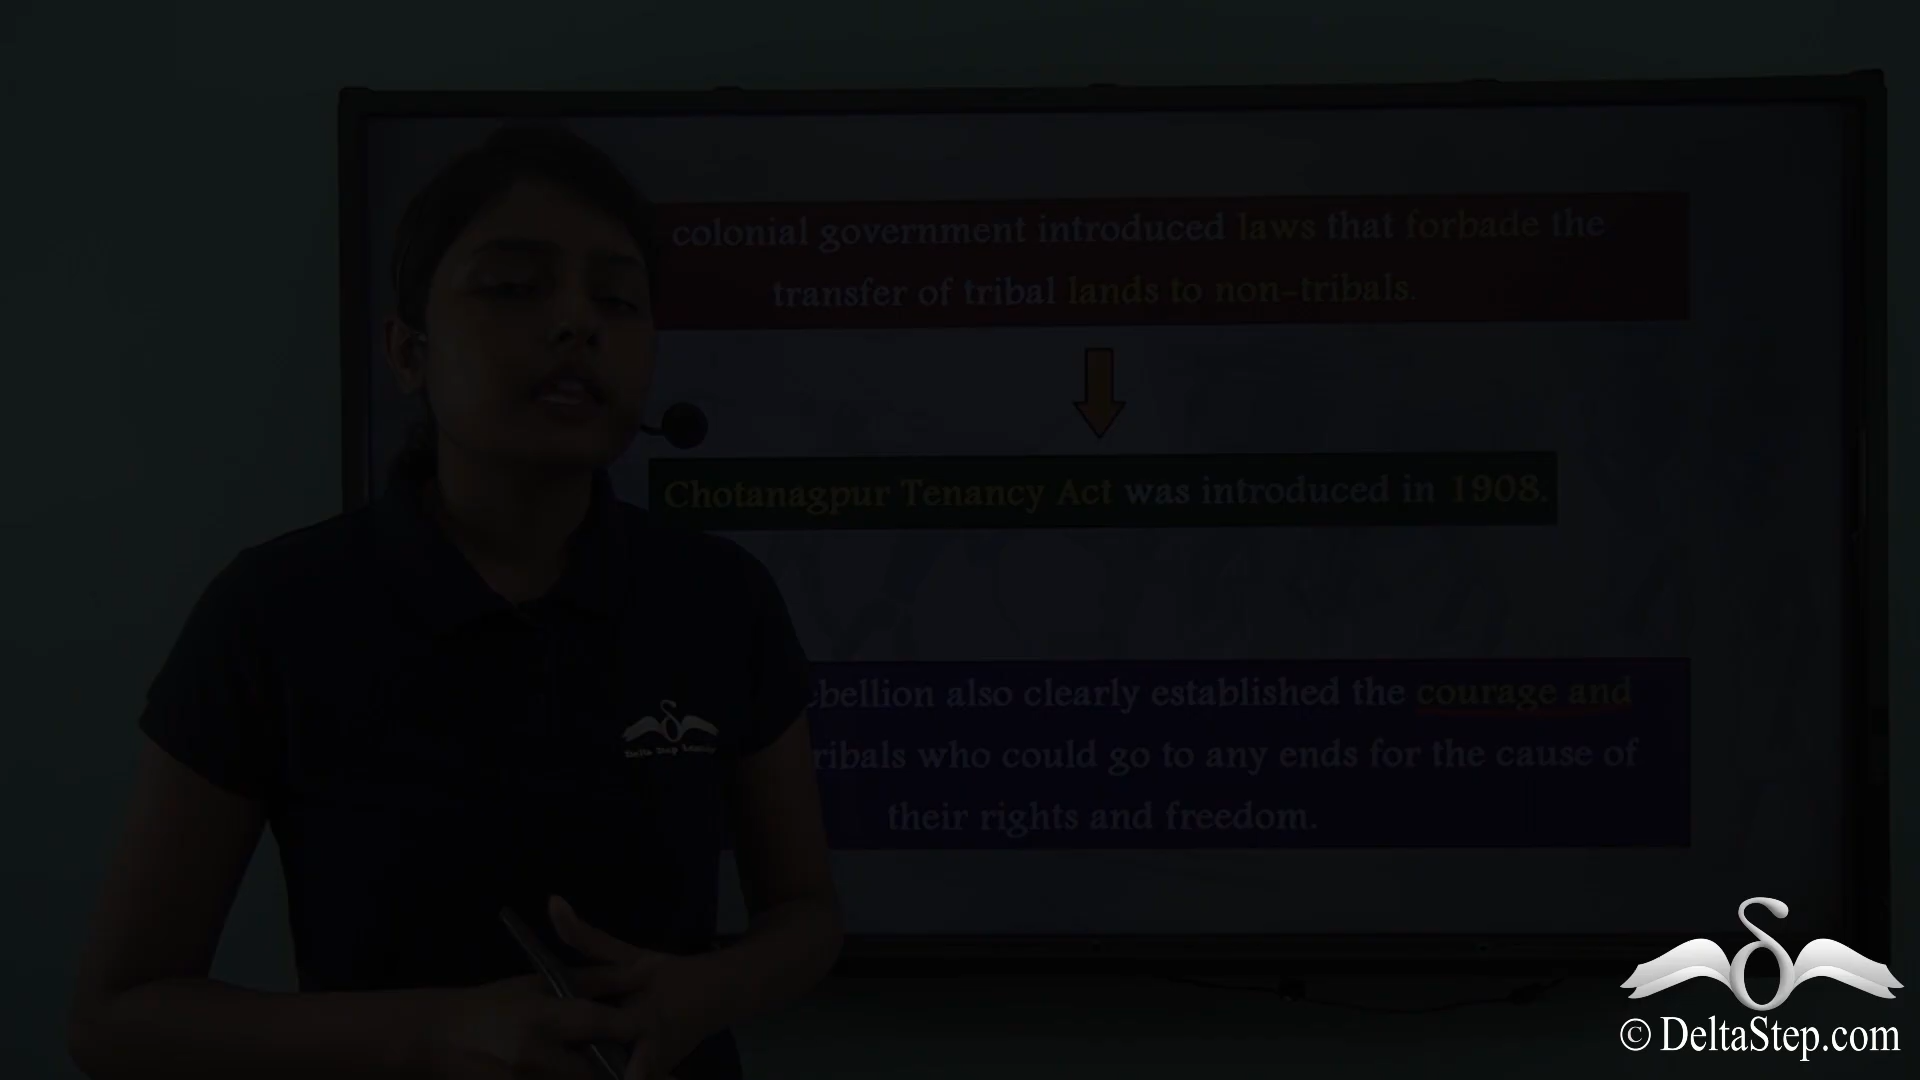 colonial government introduced laws that forbade the
transfer of tribal lands to non-tribals.
Chotanagpur Tenancy Act was introduced in 1908.
ebellion also clearly established the courage and
ribals who could go to any ends for the cause of
their rights and freedom.
Delta Step
© DeltaStep.com